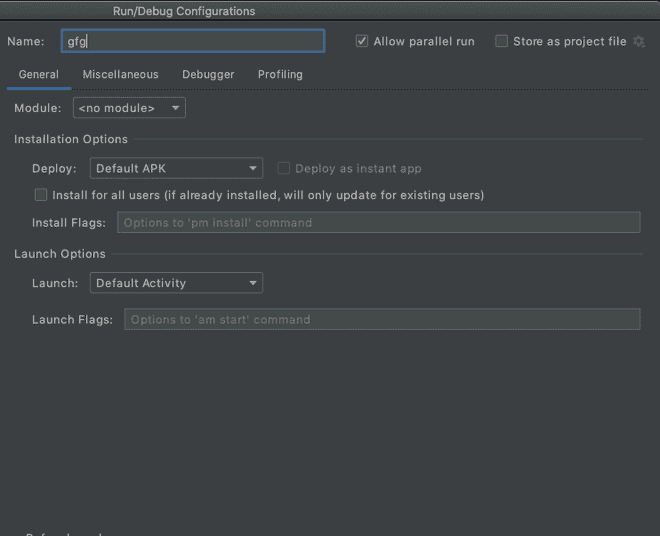 Run/Debug Configurations
Name: gfg Allow parallel run Store as project file
General Miscellaneous Debugger Profiling
Module: <no module>
Installation Options
Deploy: Default APK Deploy as instant app
Install for all users (if already installed, will only update for existing users)
Install Flags: Options to 'pm install' command
Launch Options
Launch: Default Activity
Launch Flags: Options to 'am start' command